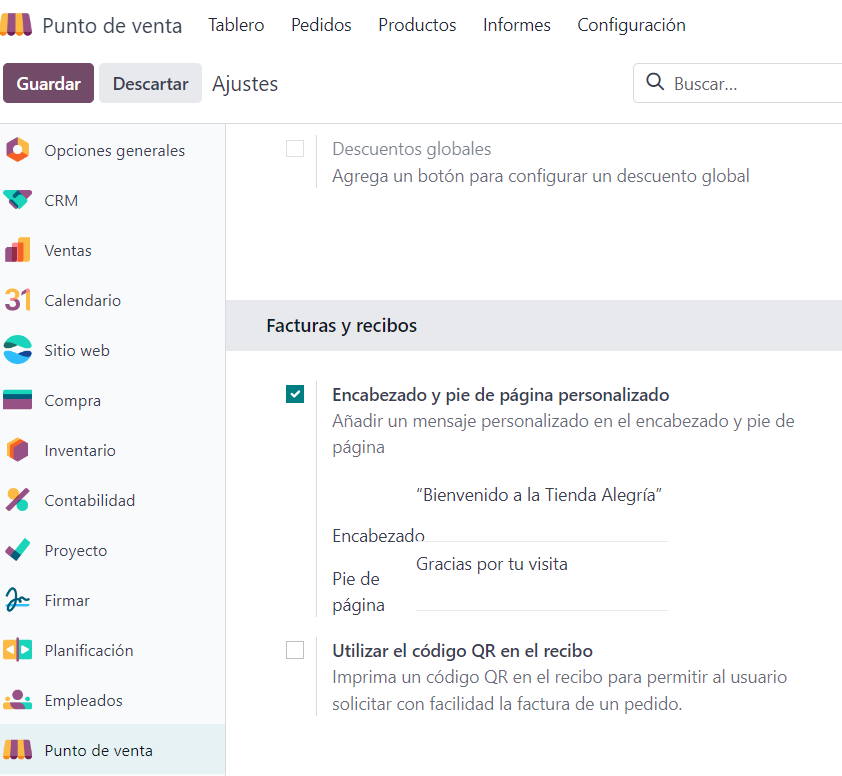 Punto de venta Tablero Pedidos Productos Informes Configuración
Guardar Descartar Ajustes Buscar...
Opciones generales
CRM
Ventas
31 Calendario
Sitio web
Compra
Inventario
Contabilidad
Proyecto
Firmar
Planificación
Empleados
Punto de venta
Descuentos globales
Agrega un botón para configurar un descuento global
Facturas y recibos
Encabezado y pie de página personalizado
Añadir un mensaje personalizado en el encabezado y pie de
página
“Bienvenido a la Tienda Alegría”
Encabezado
Gracias por tu visita
Pie de
página
Utilizar el código QR en el recibo
Imprima un código QR en el recibo para permitir al usuario
solicitar con facilidad la factura de un pedido.